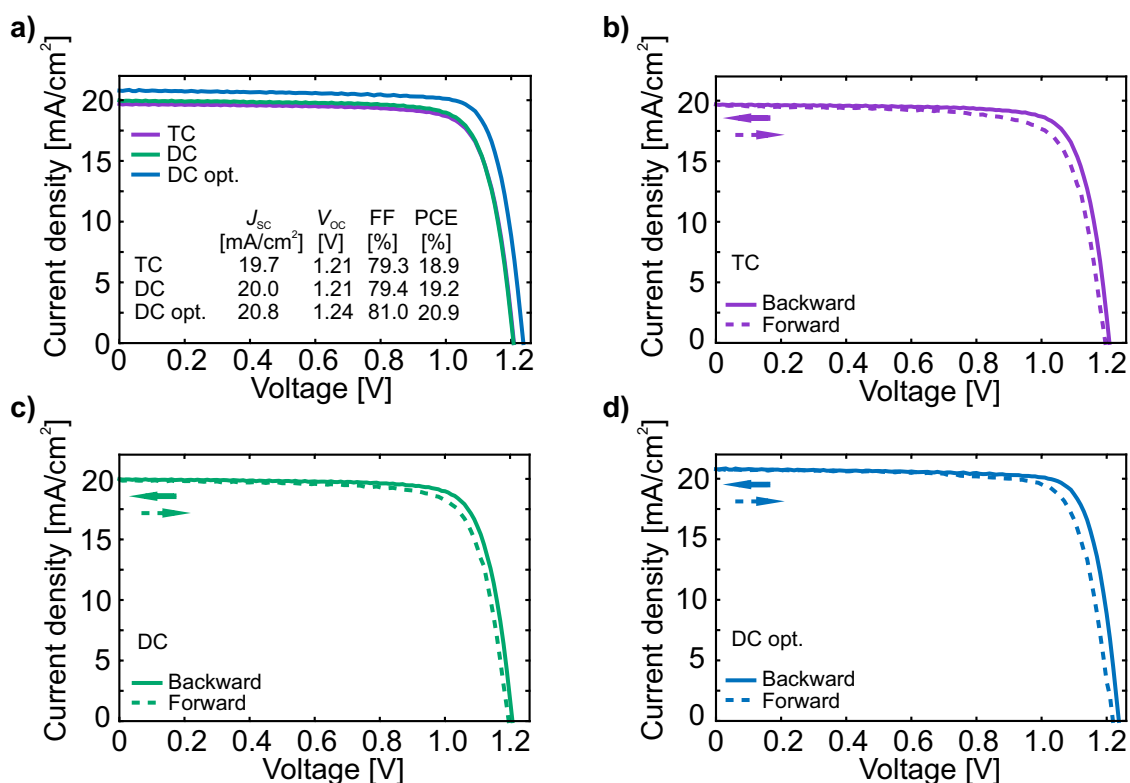 a)
Current density [mA/cm²]
20
15
10
5
0
TC
DC
DC opt.
J_SC V_OC FF PCE
[mA/cm²] [V] [%] [%]
TC 19.7 1.21 79.3 18.9
DC 20.0 1.21 79.4 19.2
DC opt. 20.8 1.24 81.0 20.9
0 0.2 0.4 0.6 0.8 1.0 1.2
Voltage [V]
b)
Current density [mA/cm²]
20
15
10
5
0
TC
Backward
Forward
0 0.2 0.4 0.6 0.8 1.0 1.2
Voltage [V]
c)
Current density [mA/cm²]
20
15
10
5
0
DC
Backward
Forward
0 0.2 0.4 0.6 0.8 1.0 1.2
Voltage [V]
d)
Current density [mA/cm²]
20
15
10
5
0
DC opt.
Backward
Forward
0 0.2 0.4 0.6 0.8 1.0 1.2
Voltage [V]